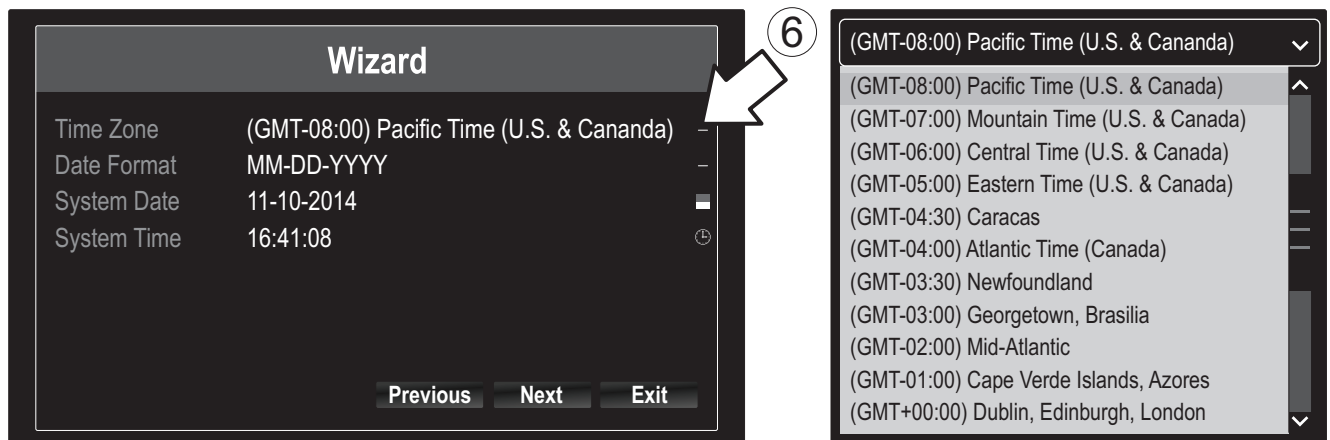 Wizard
Time Zone (GMT-08:00) Pacific Time (U.S. & Cananda) –
Date Format MM-DD-YYYY –
System Date 11-10-2014
System Time 16:41:08
Previous Next Exit
6
(GMT-08:00) Pacific Time (U.S. & Cananda)
(GMT-08:00) Pacific Time (U.S. & Canada)
(GMT-07:00) Mountain Time (U.S. & Canada)
(GMT-06:00) Central Time (U.S. & Canada)
(GMT-05:00) Eastern Time (U.S. & Canada)
(GMT-04:30) Caracas
(GMT-04:00) Atlantic Time (Canada)
(GMT-03:30) Newfoundland
(GMT-03:00) Georgetown, Brasilia
(GMT-02:00) Mid-Atlantic
(GMT-01:00) Cape Verde Islands, Azores
(GMT+00:00) Dublin, Edinburgh, London